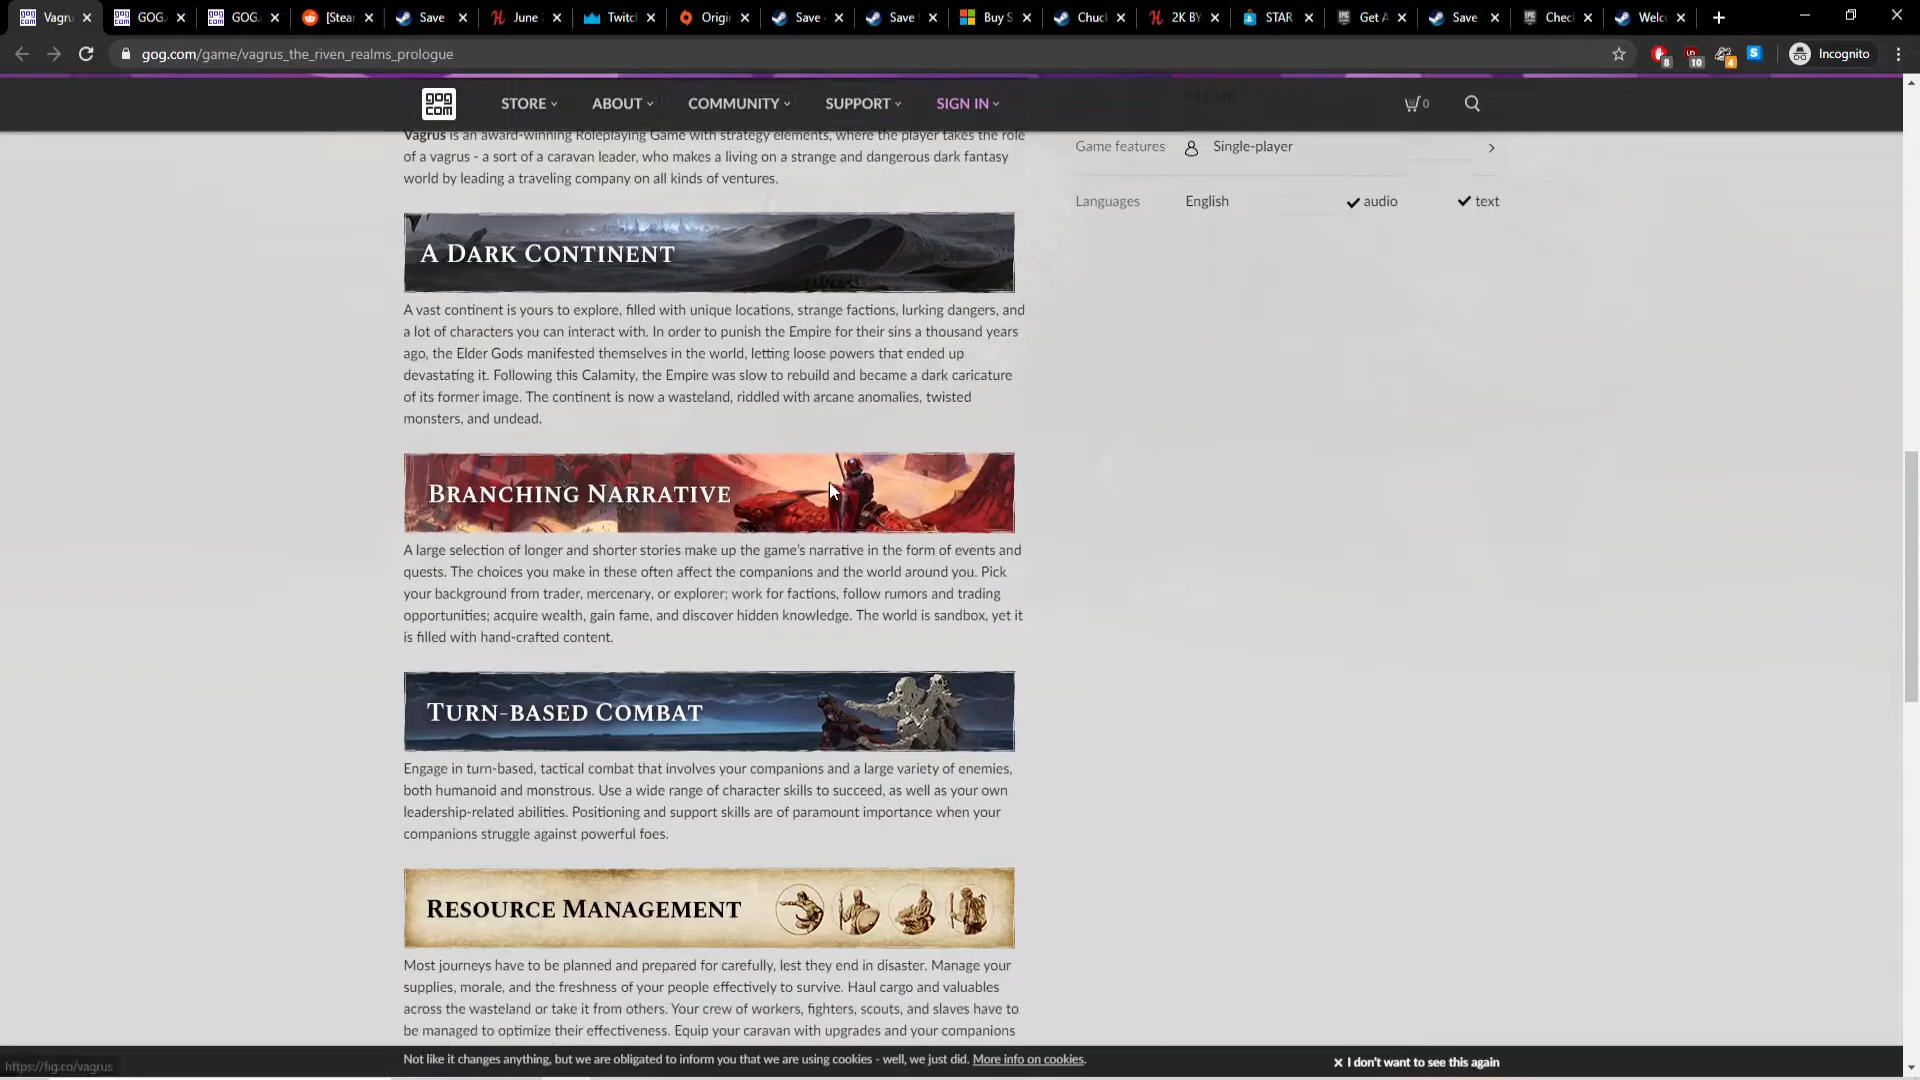 Vagru
GOG.
GOG.
[Stea
Save
June
Twitc
Origi
Save
Save
Buy S
Chuc
2K BY
STAR
Get A
Save
Chec
Welc
gog.com/game/vagrus_the_riven_realms_prologue
8
10
4
Incognito
gog
com
STORE
ABOUT
COMMUNITY
SUPPORT
SIGN IN
0
Vagrus is an award-winning Roleplaying Game with strategy elements, where the player takes the role
of a vagrus - a sort of a caravan leader, who makes a living on a strange and dangerous dark fantasy
world by leading a traveling company on all kinds of ventures.
Game features Single-player
Languages English audio text
A Dark Continent
A vast continent is yours to explore, filled with unique locations, strange factions, lurking dangers, and
a lot of characters you can interact with. In order to punish the Empire for their sins a thousand years
ago, the Elder Gods manifested themselves in the world, letting loose powers that ended up
devastating it. Following this Calamity, the Empire was slow to rebuild and became a dark caricature
of its former image. The continent is now a wasteland, riddled with arcane anomalies, twisted
monsters, and undead.
Branching Narrative
A large selection of longer and shorter stories make up the game's narrative in the form of events and
quests. The choices you make in these often affect the companions and the world around you. Pick
your background from trader, mercenary, or explorer; work for factions, follow rumors and trading
opportunities; acquire wealth, gain fame, and discover hidden knowledge. The world is sandbox, yet it
is filled with hand-crafted content.
Turn-based Combat
Engage in turn-based, tactical combat that involves your companions and a large variety of enemies,
both humanoid and monstrous. Use a wide range of character skills to succeed, as well as your own
leadership-related abilities. Positioning and support skills are of paramount importance when your
companions struggle against powerful foes.
Resource Management
Most journeys have to be planned and prepared for carefully, lest they end in disaster. Manage your
supplies, morale, and the freshness of your people effectively to survive. Haul cargo and valuables
across the wasteland or take it from others. Your crew of workers, fighters, scouts, and slaves have to
be managed to optimize their effectiveness. Equip your caravan with upgrades and your companions
Not like it changes anything, but we are obligated to inform you that we are using cookies - well, we just did. More info on cookies.
I don't want to see this again
https://fig.co/vagrus